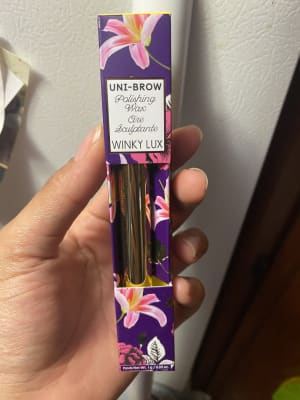 UNI-BROW
Polishing
Wax
Cire
Sculptante
WINKY LUX